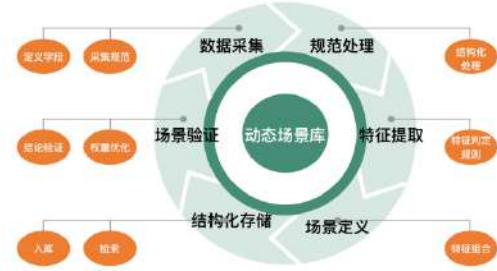 数据采集
规范处理
定义字段
采集规范
结构化
处理
结论验证
权重优化
场景验证
动态场景库
特征提取
特征判定
规则
结构化存储
场景定义
入库
检索
特征组合